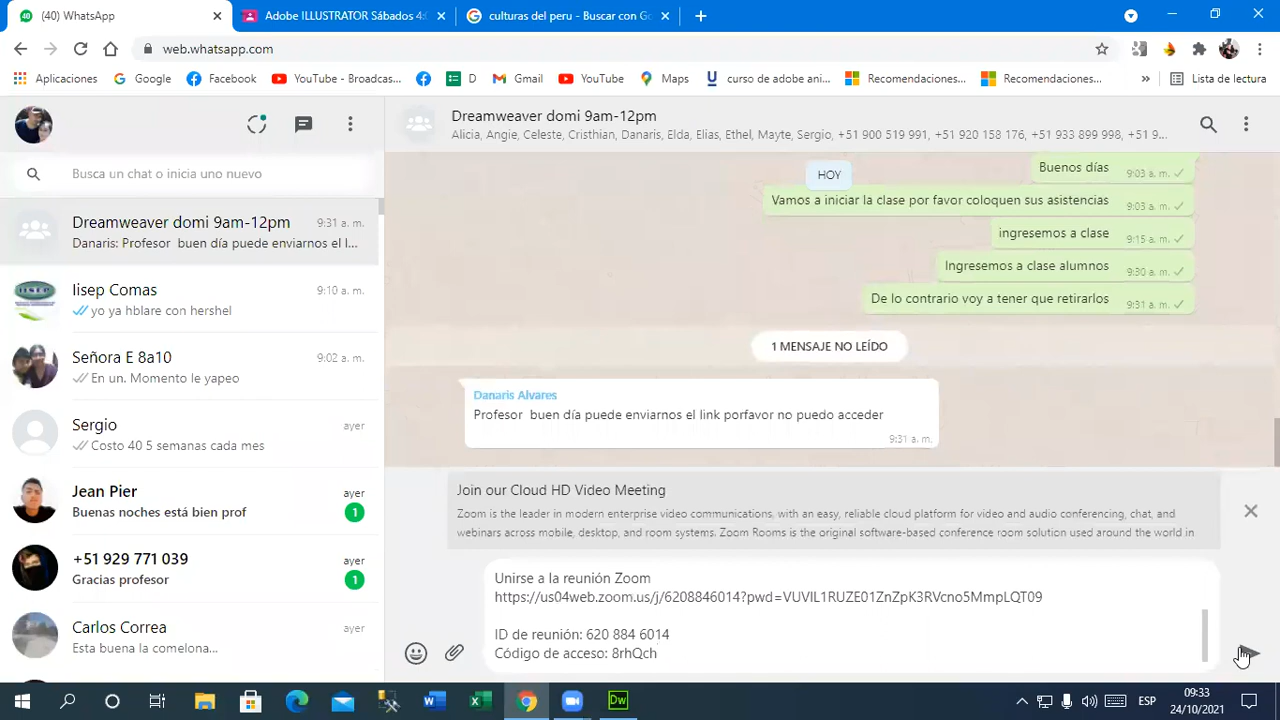 (40) WhatsApp
Adobe ILLUSTRATOR Sábados 4:
culturas del peru - Buscar con Go
web.whatsapp.com
Aplicaciones
Google
Facebook
YouTube - Broadcas...
D
Gmail
YouTube
Maps
curso de adobe ani...
Recomendaciones...
Recomendaciones...
»
Lista de lectura
Dreamweaver domi 9am-12pm
Alicia, Angie, Celeste, Cristhian, Danaris, Elda, Elias, Ethel, Mayte, Sergio, +51 900 519 991, +51 920 158 176, +51 933 899 998, +51 9...
Busca un chat o inicia uno nuevo
Dreamweaver domi 9am-12pm
9:31 a. m.
Danaris: Profesor buen día puede enviarnos el l...
Iisep Comas
9:10 a. m.
yo ya hblare con hershel
Señora E 8a10
9:02 a. m.
En un. Momento le yapeo
Sergio
ayer
Costo 40 5 semanas cada mes
Jean Pier
ayer
Buenas noches está bien prof
1
+51 929 771 039
ayer
Gracias profesor
1
Carlos Correa
ayer
Esta buena la comelona...
Buenos días
9:03 a. m.
HOY
Vamos a iniciar la clase por favor coloquen sus asistencias
9:03 a. m.
ingresemos a clase
9:15 a. m.
Ingresemos a clase alumnos
9:30 a. m.
De lo contrario voy a tener que retirarlos
9:31 a. m.
1 MENSAJE NO LEÍDO
Danaris Alvares
Profesor buen día puede enviarnos el link porfavor no puedo acceder
9:31 a. m.
Join our Cloud HD Video Meeting
Zoom is the leader in modern enterprise video communications, with an easy, reliable cloud platform for video and audio conferencing, chat, and
webinars across mobile, desktop, and room systems. Zoom Rooms is the original software-based conference room solution used around the world in
Unirse a la reunión Zoom
https://us04web.zoom.us/j/6208846014?pwd=VUVIL1RUZE01ZnZpK3RVcno5MmpLQT09
ID de reunión: 620 884 6014
Código de acceso: 8rhQch
ESP
09:33
24/10/2021